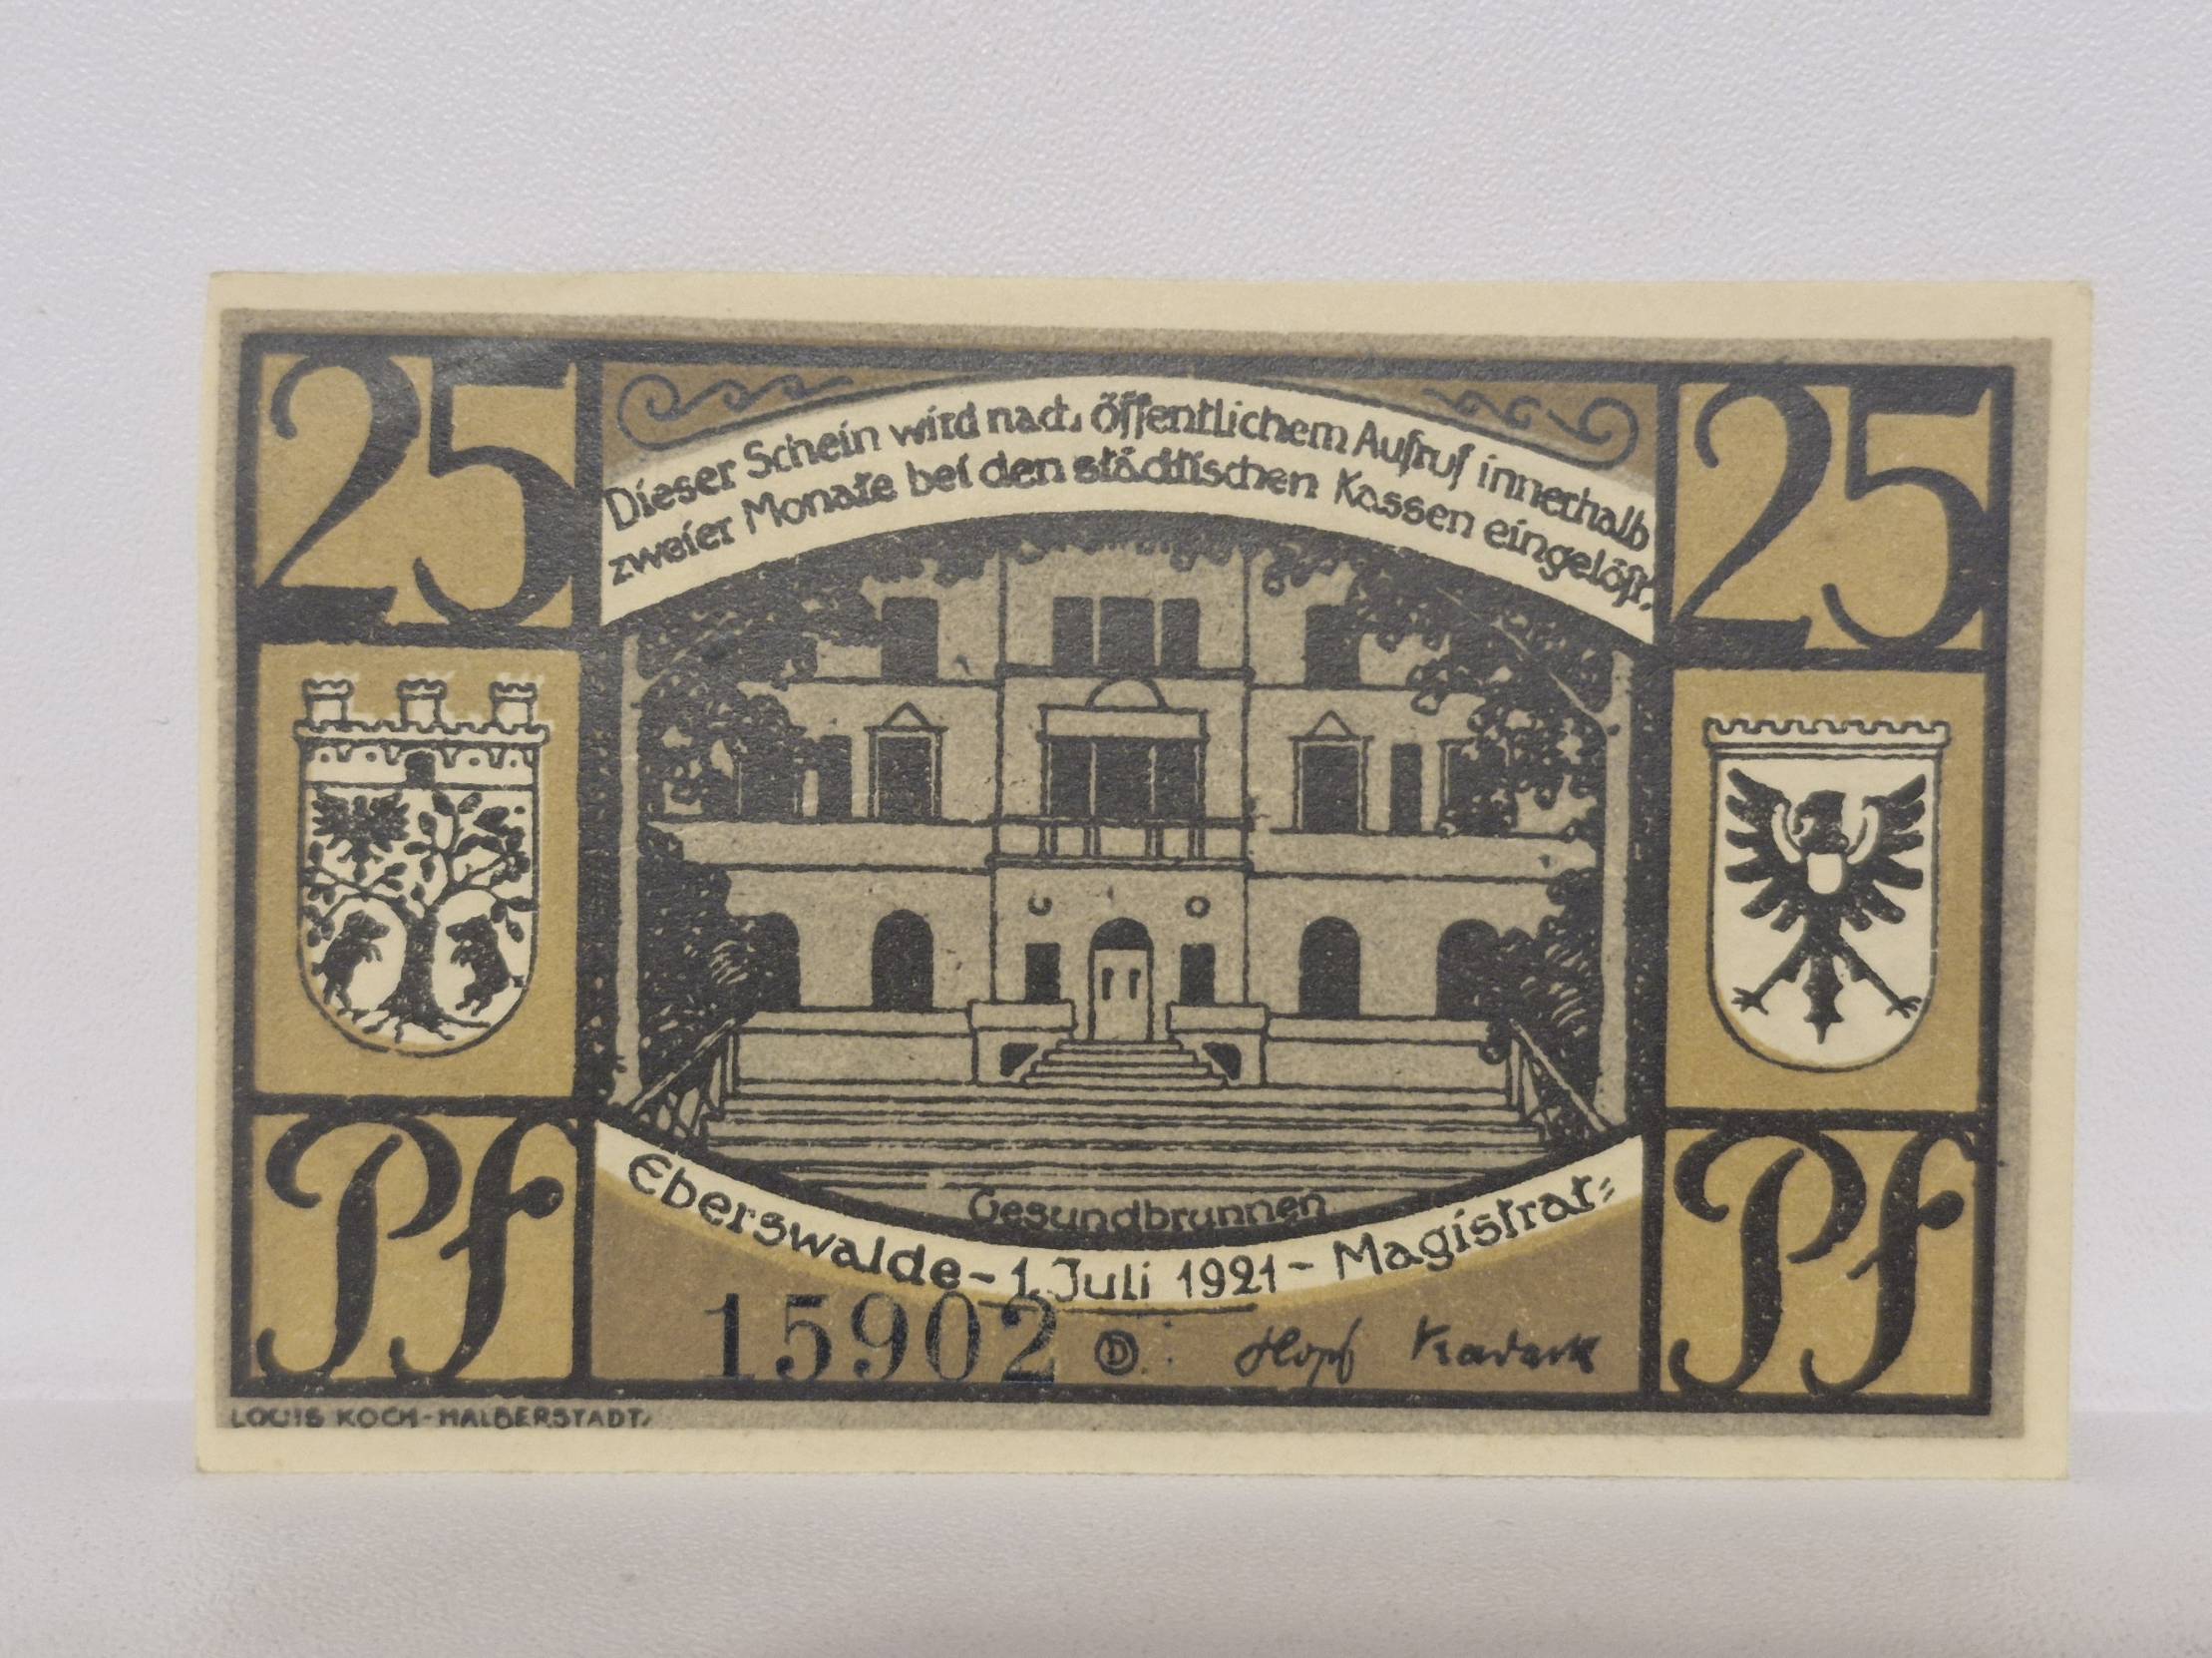 25 25
Dieser Schein wird nach öffentlichem Aufruf innerhalb
zweier Monate bei den städtischen Kassen eingelöst.
Gesundbrunnen
Eberswalde - 1. Juli 1921 - Magistrat:
Pf Pf
15902 D Hopf
LOUIS KOCH-HALBERSTADT